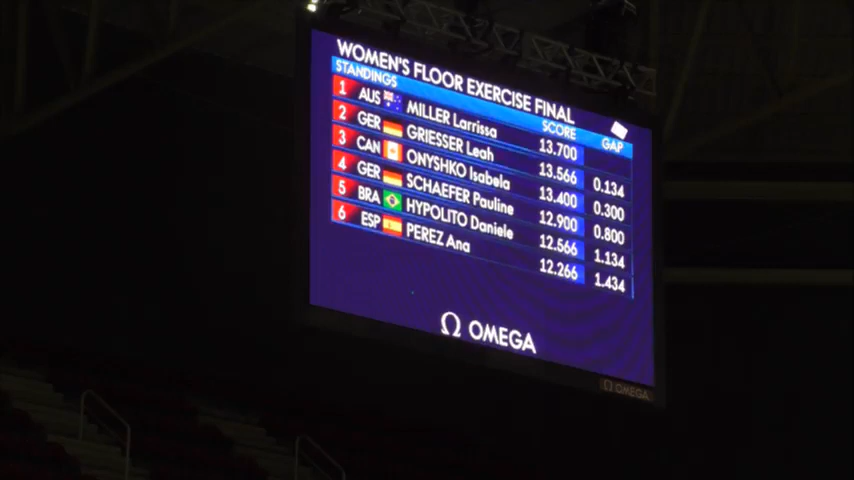 WOMEN'S FLOOR EXERCISE FINAL
STANDINGS SCORE GAP
1 AUS MILLER Larrissa 13.700
2 GER GRIESSER Leah 13.566 0.134
3 CAN ONYSHKO Isabela 13.400 0.300
4 GER SCHAEFER Pauline 12.900 0.800
5 BRA HYPOLITO Daniele 12.566 1.134
6 ESP PEREZ Ana 12.266 1.434
Ω OMEGA
Ω OMEGA